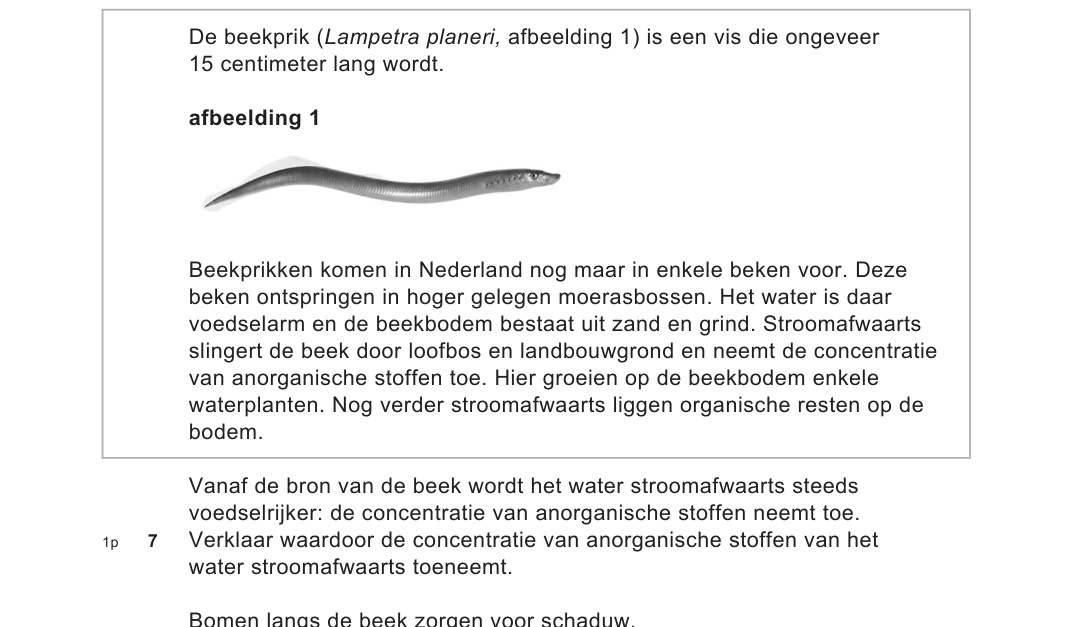 De beekprik (Lampetra planeri, afbeelding 1) is een vis die ongeveer
15 centimeter lang wordt.
afbeelding 1
Beekprikken komen in Nederland nog maar in enkele beken voor. Deze
beken ontspringen in hoger gelegen moerasbossen. Het water is daar
voedselarm en de beekbodem bestaat uit zand en grind. Stroomafwaarts
slingert de beek door loofbos en landbouwgrond en neemt de concentratie
van anorganische stoffen toe. Hier groeien op de beekbodem enkele
waterplanten. Nog verder stroomafwaarts liggen organische resten op de
bodem.
Vanaf de bron van de beek wordt het water stroomafwaarts steeds
voedselrijker: de concentratie van anorganische stoffen neemt toe.
1p 7 Verklaar waardoor de concentratie van anorganische stoffen van het
water stroomafwaarts toeneemt.
Bomen langs de beek zorgen voor schaduw.